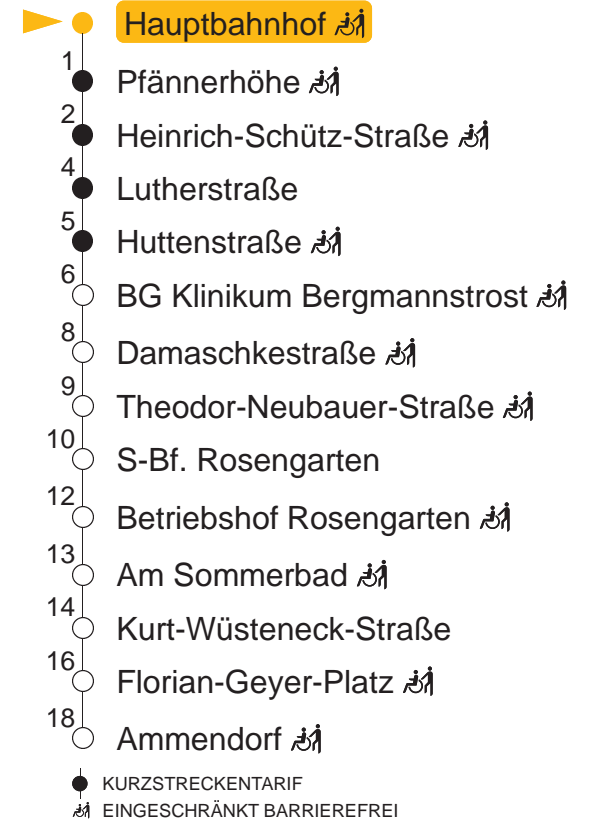 Hauptbahnhof
1
Pfännerhöhe
2
Heinrich-Schütz-Straße
4
Lutherstraße
5
Huttenstraße
6
BG Klinikum Bergmannstrost
8
Damaschkestraße
9
Theodor-Neubauer-Straße
10
S-Bf. Rosengarten
12
Betriebshof Rosengarten
13
Am Sommerbad
14
Kurt-Wüsteneck-Straße
16
Florian-Geyer-Platz
18
Ammendorf
KURZSTRECKENTARIF
EINGESCHRÄNKT BARRIEREFREI